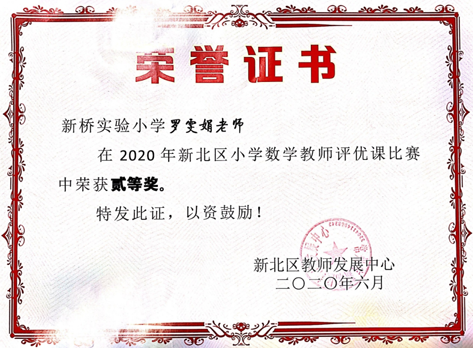 荣誉证书
新桥实验小学罗雯娟老师
在 2020 年新北区小学数学教师评优课比赛
中荣获贰等奖。
特发此证，以资鼓励！
新北区教师发展中心
二〇二〇年六月